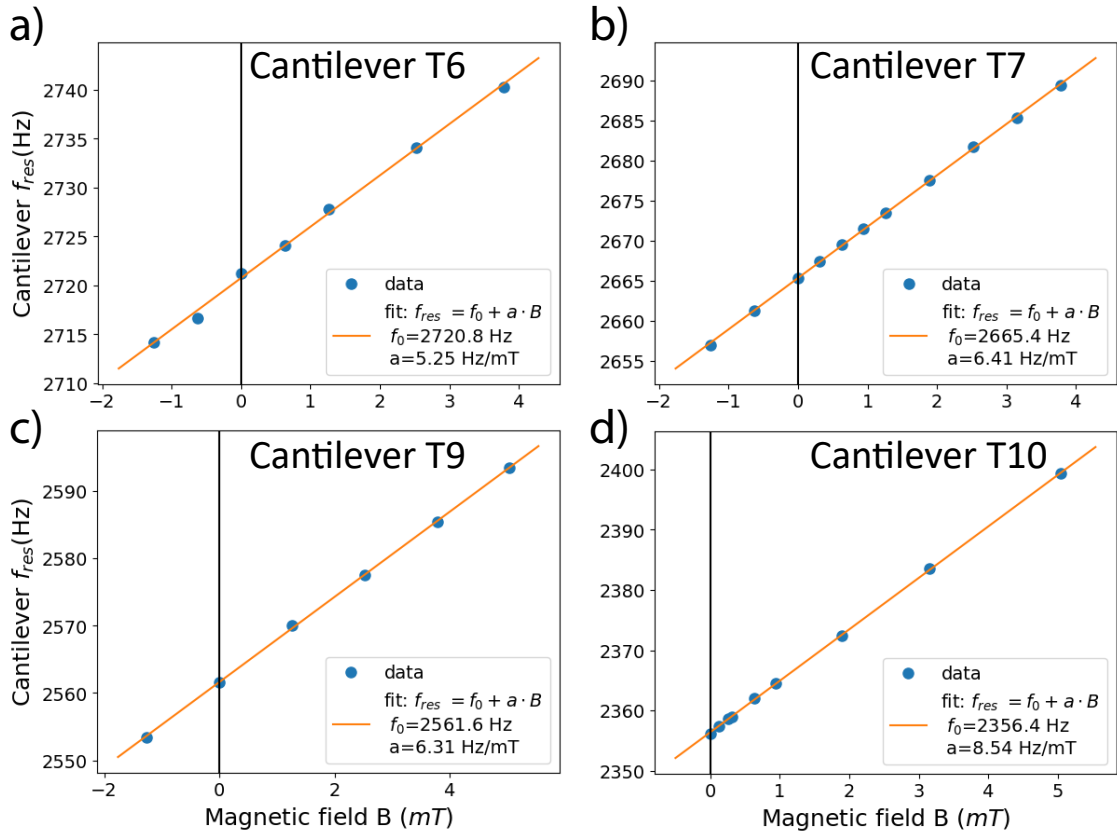 a)
Cantilever T6
Cantilever f_res(Hz)
2740
2735
2730
2725
2720
2715
2710
−2 −1 0 1 2 3 4
data
fit: f_res = f_0 + a · B
f_0=2720.8 Hz
a=5.25 Hz/mT
b)
Cantilever T7
2690
2685
2680
2675
2670
2665
2660
2655
−2 −1 0 1 2 3 4
data
fit: f_res = f_0 + a · B
f_0=2665.4 Hz
a=6.41 Hz/mT
c)
Cantilever T9
Cantilever f_res(Hz)
2590
2580
2570
2560
2550
−2 0 2 4
Magnetic field B (mT)
data
fit: f_res = f_0 + a · B
f_0=2561.6 Hz
a=6.31 Hz/mT
d)
Cantilever T10
2400
2390
2380
2370
2360
2350
0 1 2 3 4 5
Magnetic field B (mT)
data
fit: f_res = f_0 + a · B
f_0=2356.4 Hz
a=8.54 Hz/mT